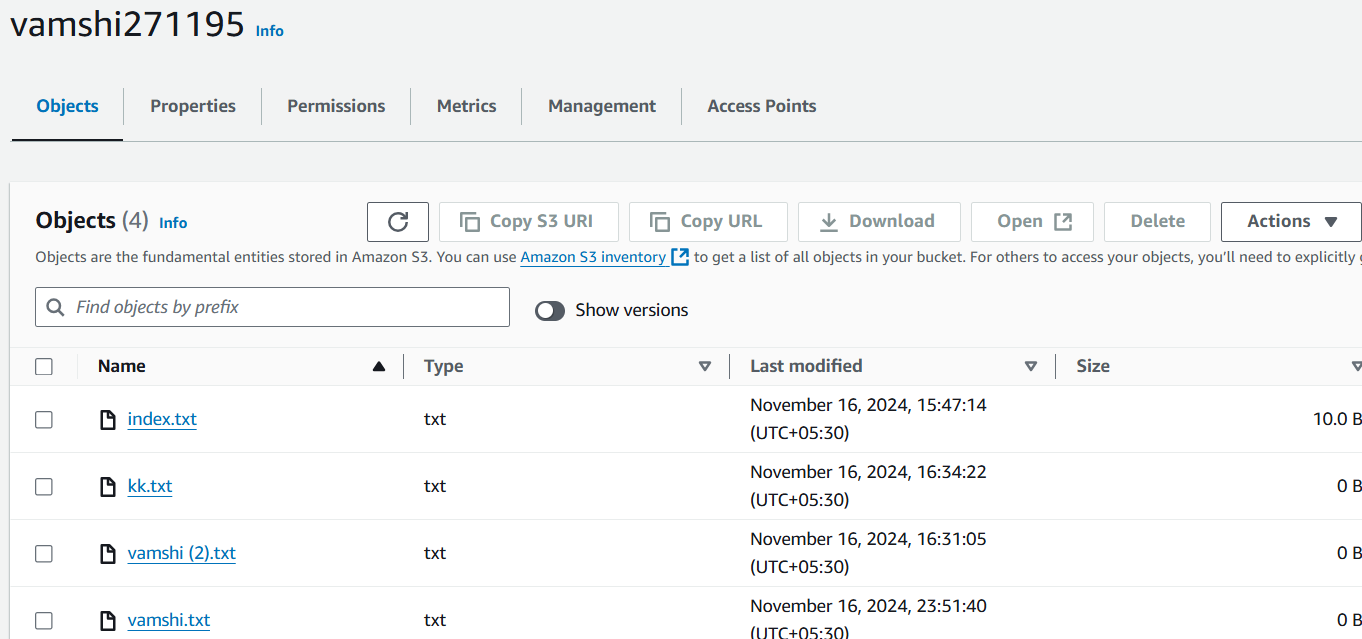 vamshi271195 Info
Objects Properties Permissions Metrics Management Access Points
Objects (4) Info Copy S3 URI Copy URL Download Open Delete Actions
Objects are the fundamental entities stored in Amazon S3. You can use Amazon S3 inventory to get a list of all objects in your bucket. For others to access your objects, you'll need to explicitly
Find objects by prefix Show versions
Name Type Last modified Size
index.txt txt November 16, 2024, 15:47:14 (UTC+05:30) 10.0 B
kk.txt txt November 16, 2024, 16:34:22 (UTC+05:30) 0 B
vamshi (2).txt txt November 16, 2024, 16:31:05 (UTC+05:30) 0 B
vamshi.txt txt November 16, 2024, 23:51:40 (UTC+05:30) 0 B